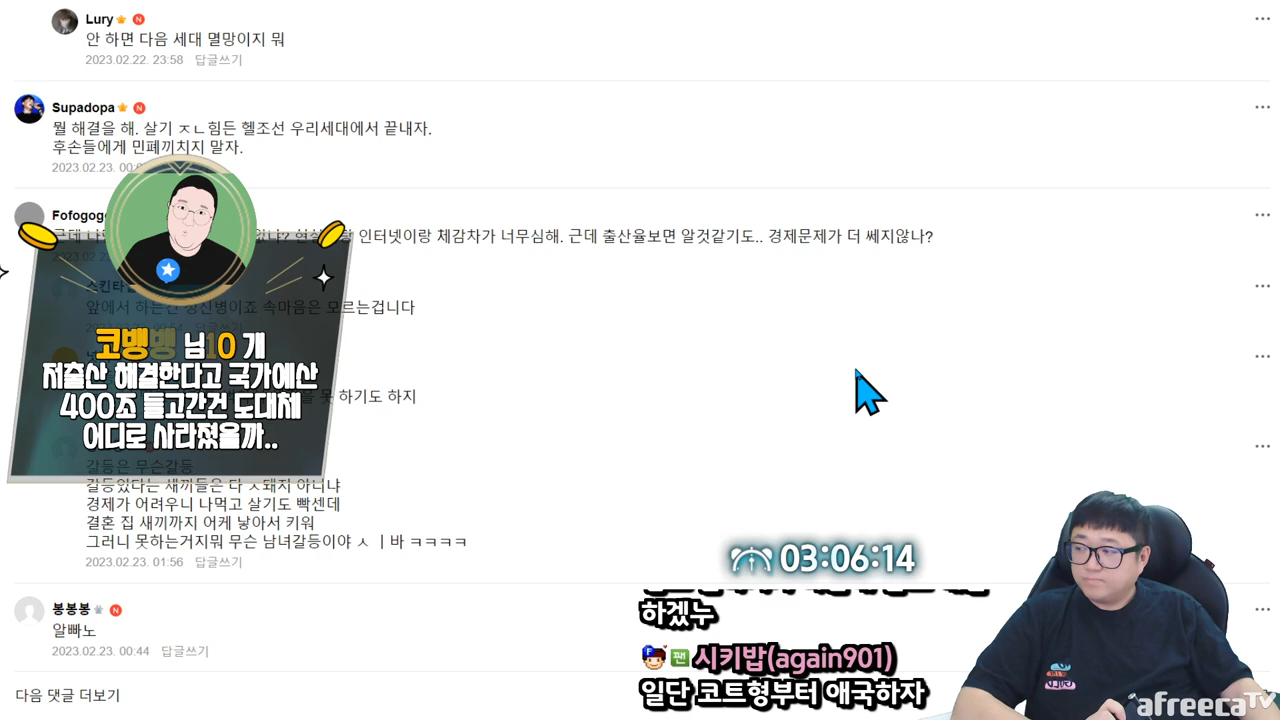 Lury N
안 하면 다음 세대 멸망이지 뭐
2023.02.22. 23:58 답글쓰기
Supadopa N
뭘 해결을 해. 살기 ㅈㄴ힘든 헬조선 우리세대에서 끝내자.
후손들에게 민폐끼치지 말자.
2023.02.23.
Fofogog
근데 인터넷이랑 체감차가 너무심해. 근데 출산율보면 알것같기도.. 경제문제가 더 쎄지않나?
스킨타
앞에서 하는건 정신병이죠 속마음은 모르는겁니다
코뱅뱅 님10 개
저출산 해결한다고 국가예산
400조 들고간건 도대체
어디로 사라졌을까..
못 하기도 하지
갈등은 무슨갈등
갈등있다는 새끼들은 다 ㅈ돼지 아니냐
경제가 어려우니 나먹고 살기도 빡센데
결혼 집 새끼까지 어케 낳아서 키워
그러니 못하는거지뭐 무슨 남녀갈등이야 ㅅ ㅣ바 ㅋㅋㅋㅋ
2023.02.23. 01:56 답글쓰기
03:06:14
봉봉봉 N
알빠노
2023.02.23. 00:44 답글쓰기
다음 댓글 더보기
하겠누
F 팬 시키밥(again901)
일단 코트형부터 애국하자
afreecaTV